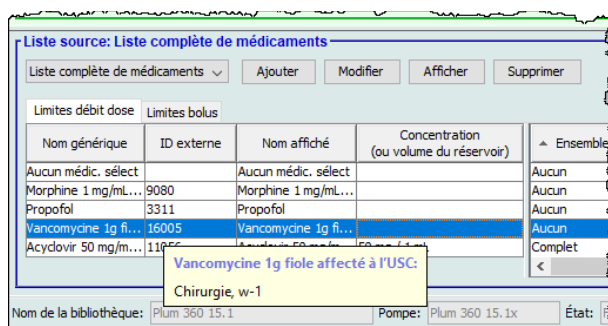 Liste source: Liste complète de médicaments
Liste complète de médicaments Ajouter Modifier Afficher Supprimer
Limites débit dose Limites bolus
Nom générique ID externe Nom affiché Concentration (ou volume du réservoir) Ensemble
Aucun médic. sélect Aucun médic. sélect Aucun
Morphine 1 mg/mL... 9080 Morphine 1 mg/mL... Aucun
Propofol 3311 Propofol Aucun
Vancomycine 1g fi... 16005 Vancomycine 1g fi... Aucun
Acyclovir 50 mg/m... Complet
Vancomycine 1g fiole affecté à l'USC:
Chirurgie, w-1
Nom de la bibliothèque: Plum 360 15.1 Pompe: Plum 360 15.1x État: